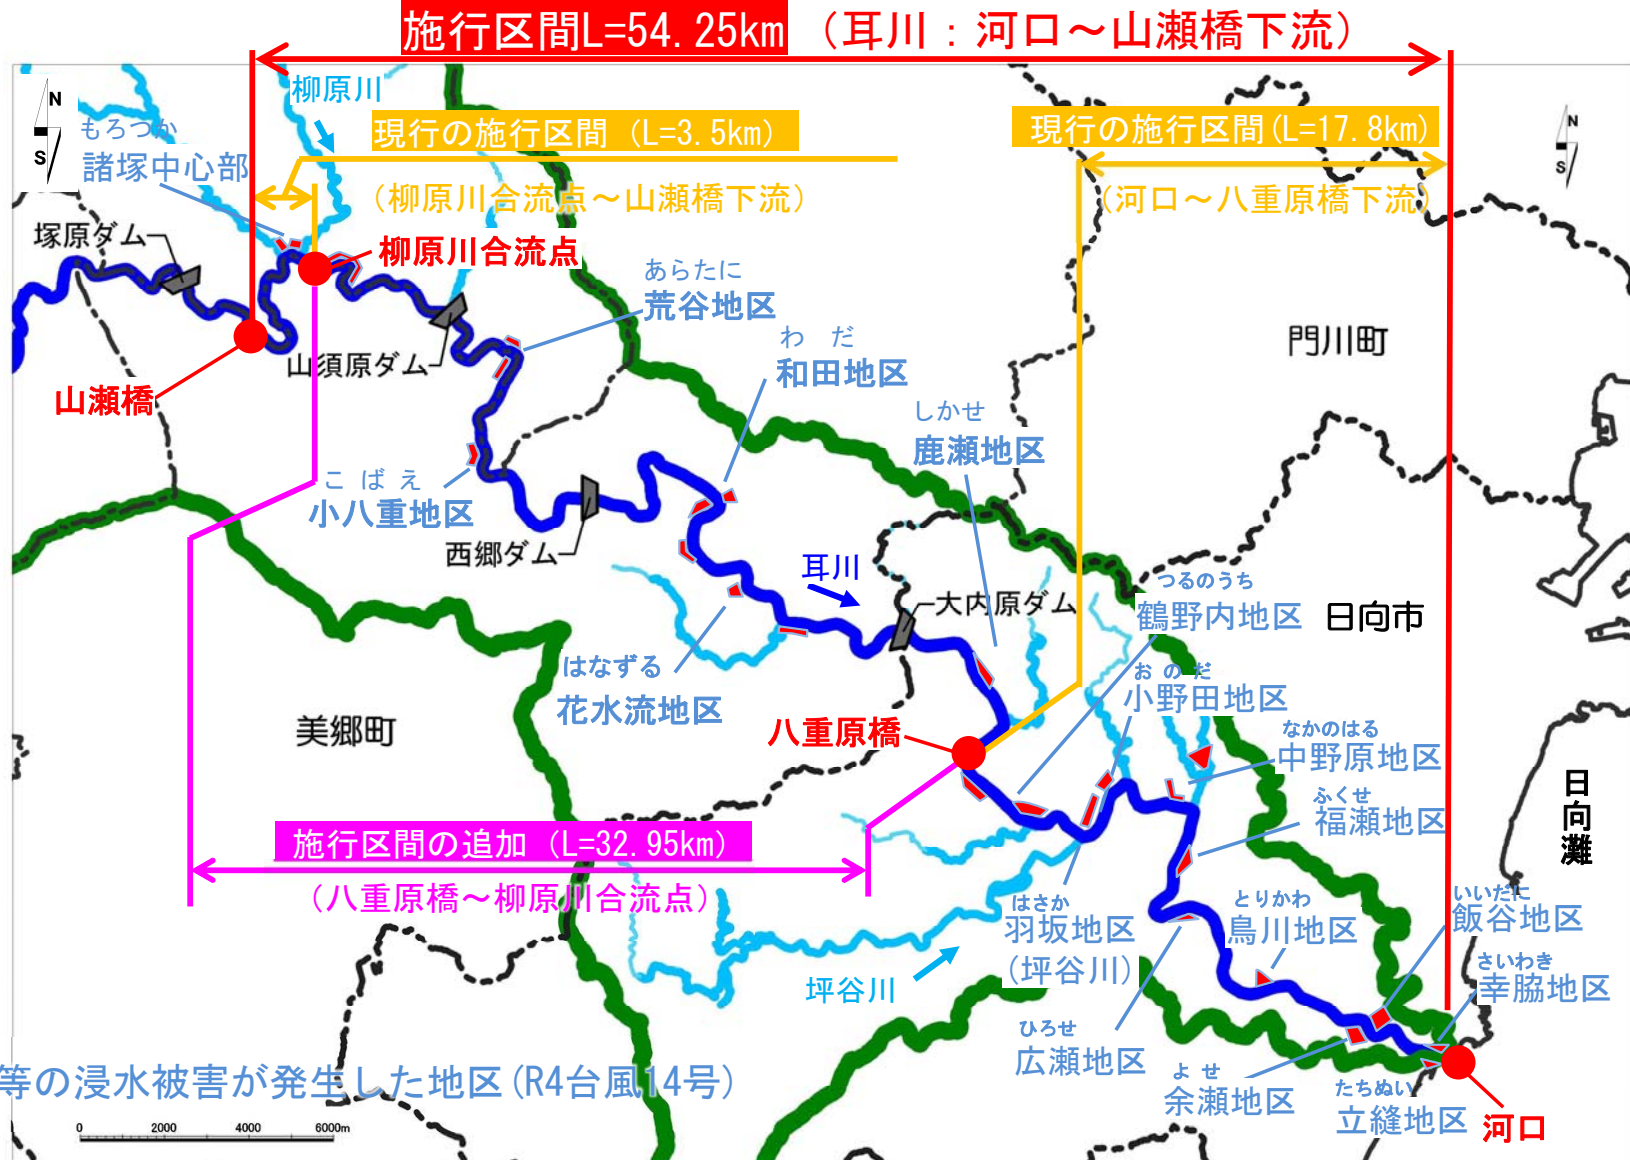 施行区間L=54.25km （耳川：河口～山瀬橋下流）
柳原川
N
S
もろつか
諸塚中心部
現行の施行区間 (L=3.5km)
（柳原川合流点～山瀬橋下流）
現行の施行区間(L=17.8km)
（河口～八重原橋下流）
N
S
塚原ダム
柳原川合流点
あらたに
荒谷地区
わ だ
和田地区
山須原ダム
門川町
山瀬橋
しかせ
鹿瀬地区
こ ば え
小八重地区
西郷ダム
耳川
大内原ダム
つるのうち
鶴野内地区
日向市
はなずる
花水流地区
お の だ
小野田地区
美郷町
八重原橋
なかのはる
中野原地区
日向灘
ふくせ
福瀬地区
施行区間の追加 (L=32.95km)
（八重原橋～柳原川合流点）
はさか
羽坂地区
(坪谷川)
とりかわ
鳥川地区
いいだに
飯谷地区
さいわき
幸脇地区
坪谷川
ひろせ
広瀬地区
よ せ
余瀬地区
たちぬい
立縫地区
河口
等の浸水被害が発生した地区(R4台風14号)
0 2000 4000 6000m